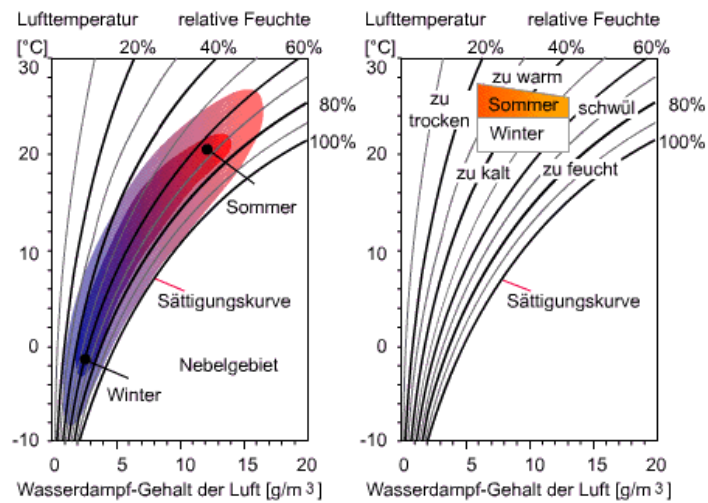 Lufttemperatur relative Feuchte
[°C] 20% 40% 60%
30
80%
100%
20
Sommer
10
Sättigungskurve
0
Nebelgebiet
Winter
-10
0 5 10 15 20
Wasserdampf-Gehalt der Luft [g/m³]
Lufttemperatur relative Feuchte
[°C] 20% 40% 60%
30
zu warm
zu trocken
Sommer
schwül
80%
Winter
100%
20
zu kalt
zu feucht
10
Sättigungskurve
0
-10
0 5 10 15 20
Wasserdampf-Gehalt der Luft [g/m³]